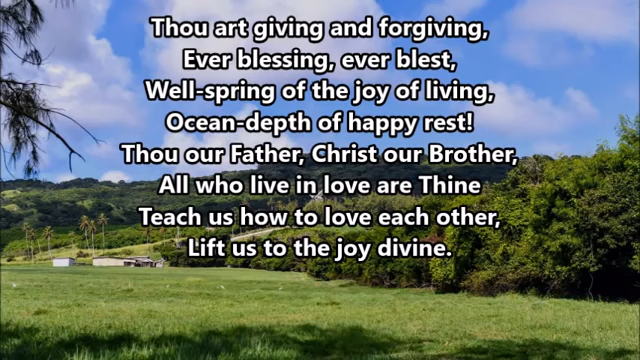 Thou art giving and forgiving,
Ever blessing, ever blest,
Well-spring of the joy of living,
Ocean-depth of happy rest!
Thou our Father, Christ our Brother,
All who live in love are Thine
Teach us how to love each other,
Lift us to the joy divine.